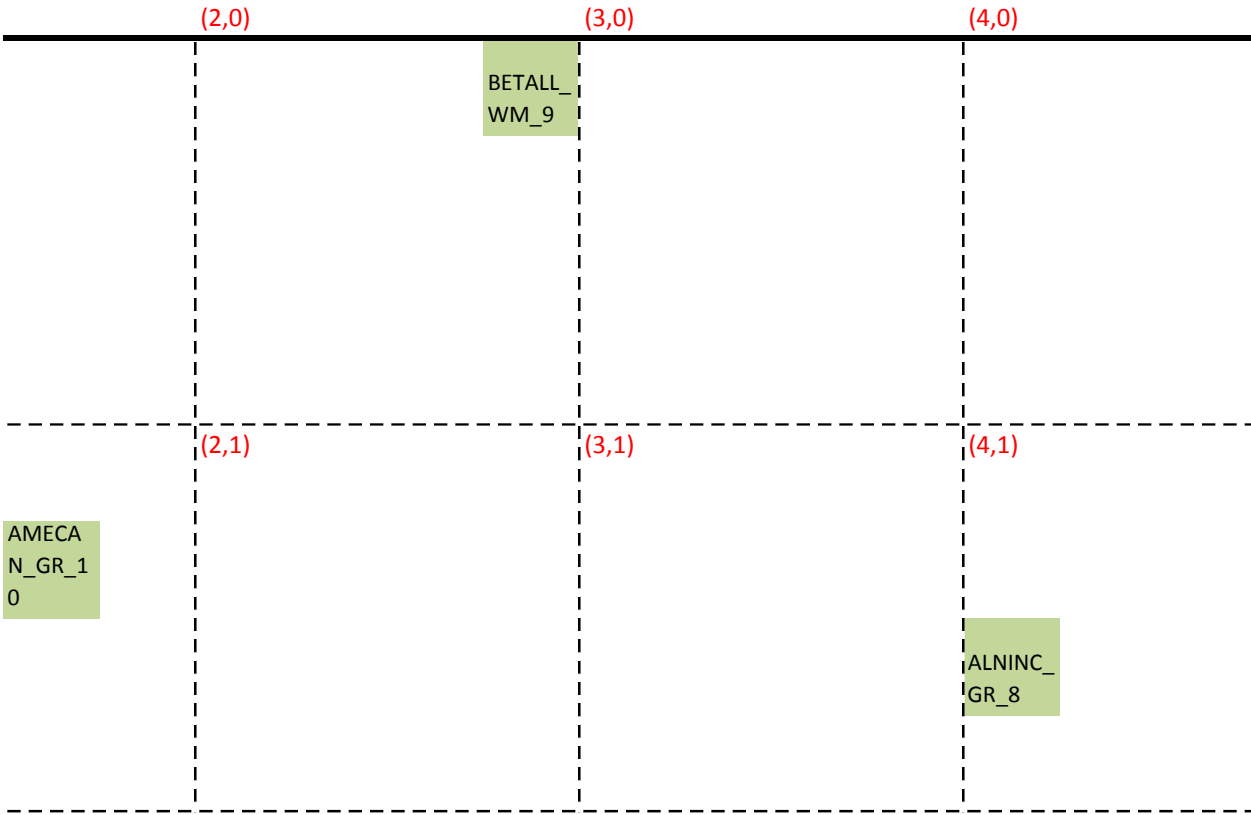 (2,0) (3,0) (4,0)
BETALL_
WM_9
(2,1) (3,1) (4,1)
AMECA
N_GR_1
0
ALNINC_
GR_8